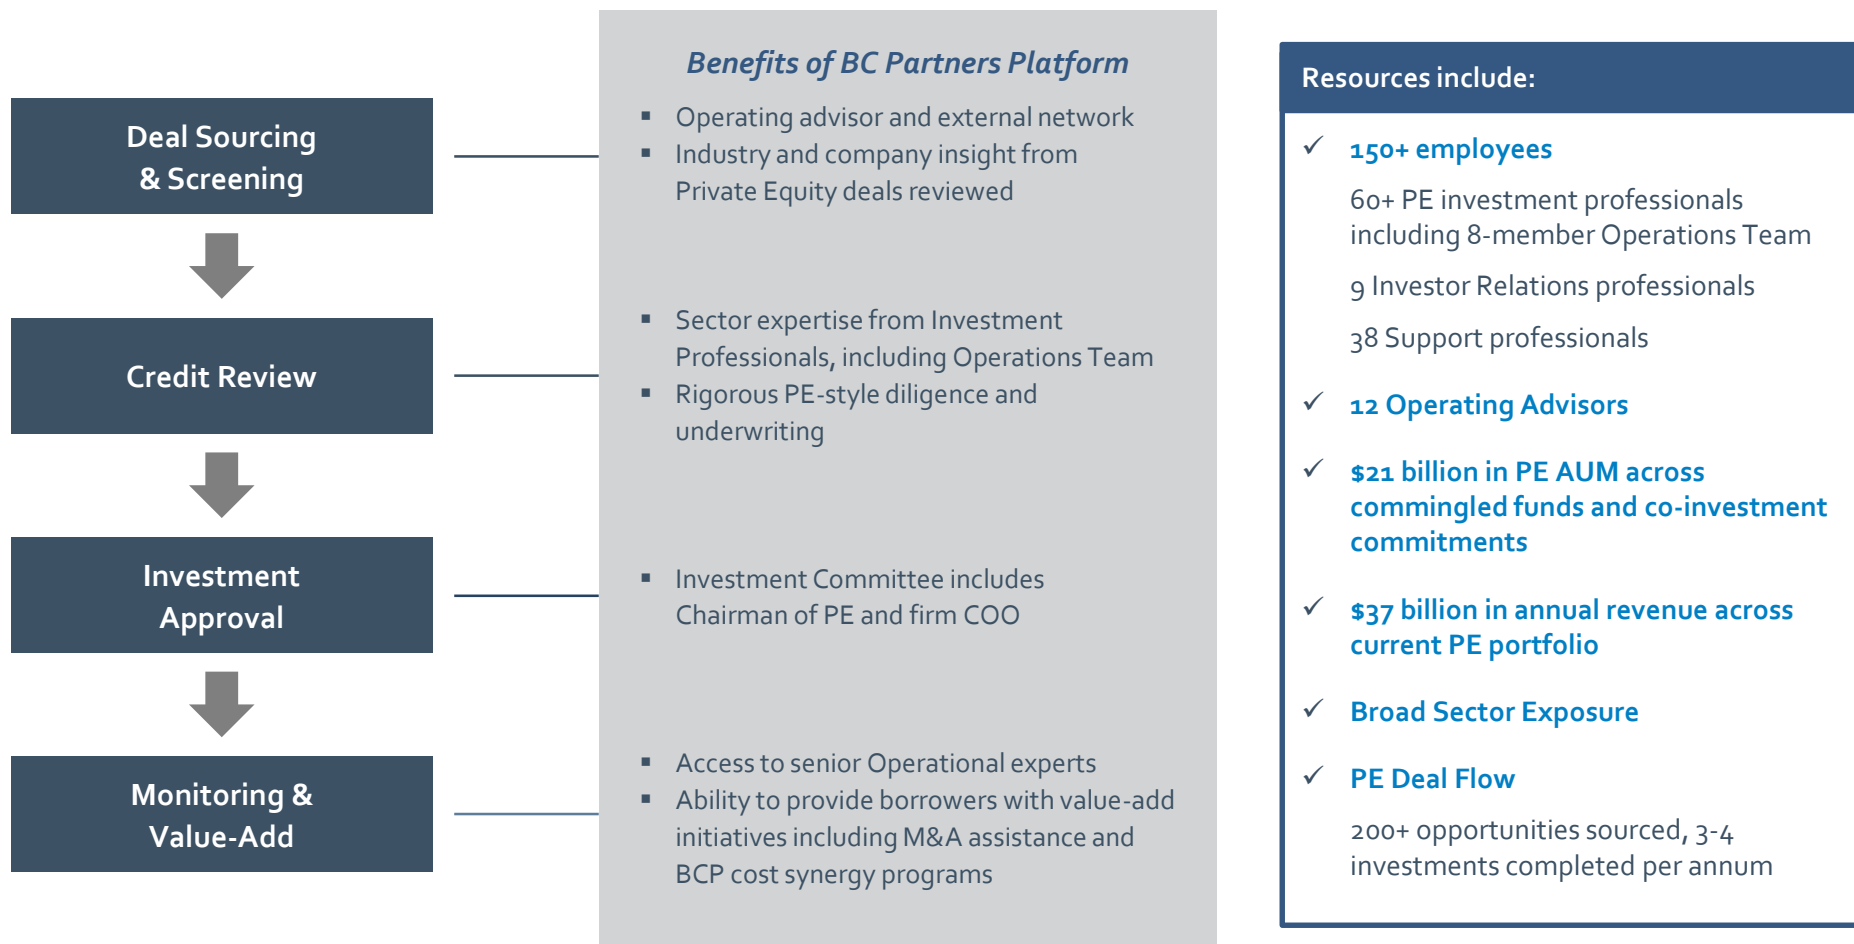 Deal Sourcing
& Screening
Credit Review
Investment
Approval
Monitoring &
Value-Add
Benefits of BC Partners Platform
▪ Operating advisor and external network
▪ Industry and company insight from
Private Equity deals reviewed
▪ Sector expertise from Investment
Professionals, including Operations Team
▪ Rigorous PE-style diligence and
underwriting
▪ Investment Committee includes
Chairman of PE and firm COO
▪ Access to senior Operational experts
▪ Ability to provide borrowers with value-add
initiatives including M&A assistance and
BCP cost synergy programs
Resources include:
✓ 150+ employees
60+ PE investment professionals
including 8-member Operations Team
9 Investor Relations professionals
38 Support professionals
✓ 12 Operating Advisors
✓ $21 billion in PE AUM across
commingled funds and co-investment
commitments
✓ $37 billion in annual revenue across
current PE portfolio
✓ Broad Sector Exposure
✓ PE Deal Flow
200+ opportunities sourced, 3-4
investments completed per annum